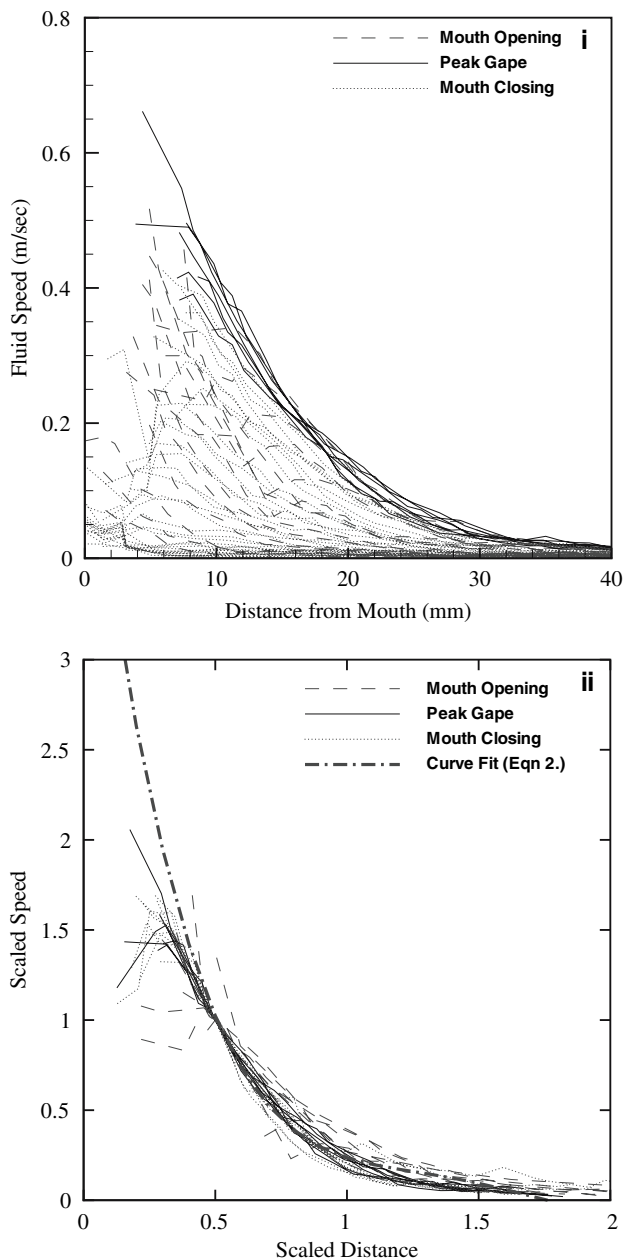 0.8
Mouth Opening
i
Peak Gape
Mouth Closing
0.6
Fluid Speed (m/sec)
0.4
0.2
0
0 10 20 30 40
Distance from Mouth (mm)
3
Mouth Opening
ii
Peak Gape
Mouth Closing
2.5
Curve Fit (Eqn 2.)
2
Scaled Speed
1.5
1
0.5
0
0 0.5 1 1.5 2
Scaled Distance